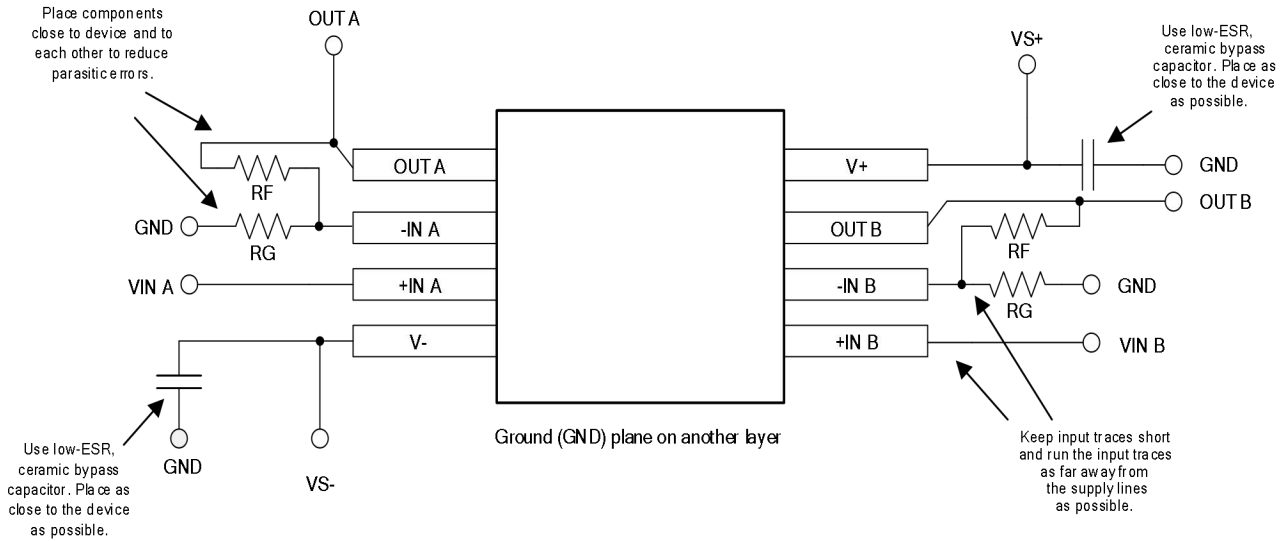 Place components
close to device and to
each other to reduce
parasitic errors.
OUT A
VS+
Use low-ESR,
ceramic bypass
capacitor. Place as
close to the device
as possible.
OUT A
V+
GND
RF
OUT B
OUT B
GND
-IN A
RF
RG
VIN A
+IN A
-IN B
GND
RG
V-
+IN B
VIN B
Ground (GND) plane on another layer
Keep input traces short
and run the input traces
as far away from
the supply lines
as possible.
Use low-ESR,
ceramic bypass
capacitor. Place as
close to the device
as possible.
GND
VS-